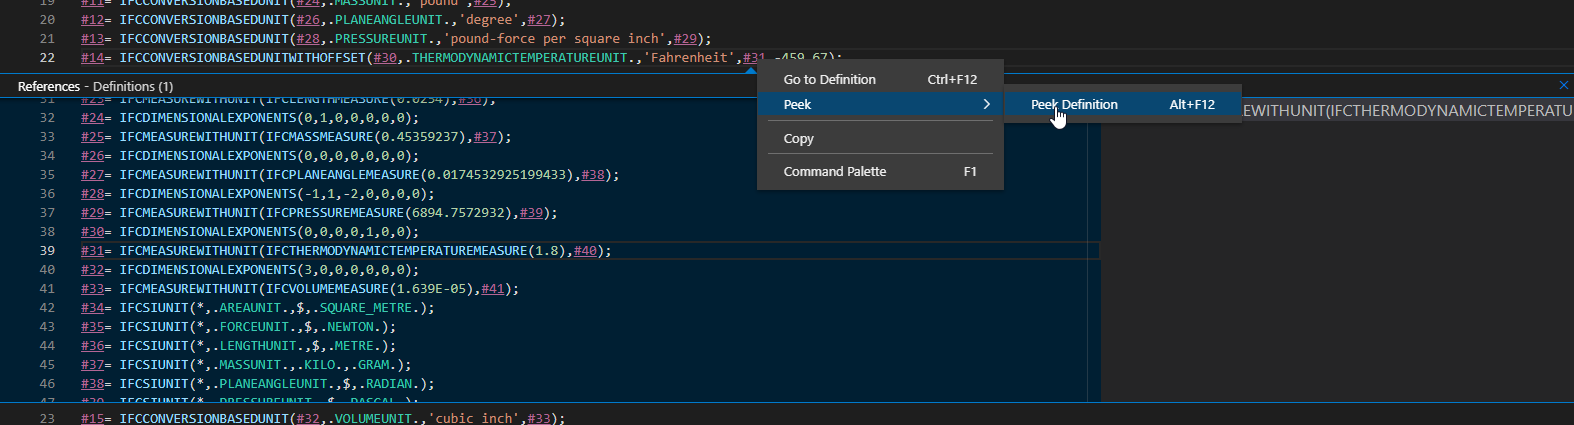 19 #11= IFCCONVERSIONBASEDUNIT(#24,.MASSUNIT.,'pound',#25);
20 #12= IFCCONVERSIONBASEDUNIT(#26,.PLANEANGLEUNIT.,'degree',#27);
21 #13= IFCCONVERSIONBASEDUNIT(#28,.PRESSUREUNIT.,'pound-force per square inch',#29);
22 #14= IFCCONVERSIONBASEDUNITWITHOFFSET(#30,.THERMODYNAMICTEMPERATUREUNIT.,'Fahrenheit',#31,-459.67);
References - Definitions (1)
31 #23= IFCMEASUREWITHUNIT(IFCLENGTHMEASURE(0.0254),#36);
32 #24= IFCDIMENSIONALEXPONENTS(0,1,0,0,0,0,0);
33 #25= IFCMEASUREWITHUNIT(IFCMASSMEASURE(0.45359237),#37);
34 #26= IFCDIMENSIONALEXPONENTS(0,0,0,0,0,0,0);
35 #27= IFCMEASUREWITHUNIT(IFCPLANEANGLEMEASURE(0.0174532925199433),#38);
36 #28= IFCDIMENSIONALEXPONENTS(-1,1,-2,0,0,0,0);
37 #29= IFCMEASUREWITHUNIT(IFCPRESSUREMEASURE(6894.7572932),#39);
38 #30= IFCDIMENSIONALEXPONENTS(0,0,0,0,1,0,0);
39 #31= IFCMEASUREWITHUNIT(IFCTHERMODYNAMICTEMPERATUREMEASURE(1.8),#40);
40 #32= IFCDIMENSIONALEXPONENTS(3,0,0,0,0,0,0);
41 #33= IFCMEASUREWITHUNIT(IFCVOLUMEMEASURE(1.639E-05),#41);
42 #34= IFCSIUNIT(*,.AREAUNIT.,$,.SQUARE_METRE.);
43 #35= IFCSIUNIT(*,.FORCEUNIT.,$,.NEWTON.);
44 #36= IFCSIUNIT(*,.LENGTHUNIT.,$,.METRE.);
45 #37= IFCSIUNIT(*,.MASSUNIT.,.KILO.,.GRAM.);
46 #38= IFCSIUNIT(*,.PLANEANGLEUNIT.,$,.RADIAN.);
47 #39= IFCSIUNIT(*,.PRESSUREUNIT.,$,.PASCAL.);
23 #15= IFCCONVERSIONBASEDUNIT(#32,.VOLUMEUNIT.,'cubic inch',#33);
Go to Definition Ctrl+F12
Peek
Copy
Command Palette F1
Peek Definition Alt+F12
EWITHUNIT(IFCTHERMODYNAMICTEMPERATU